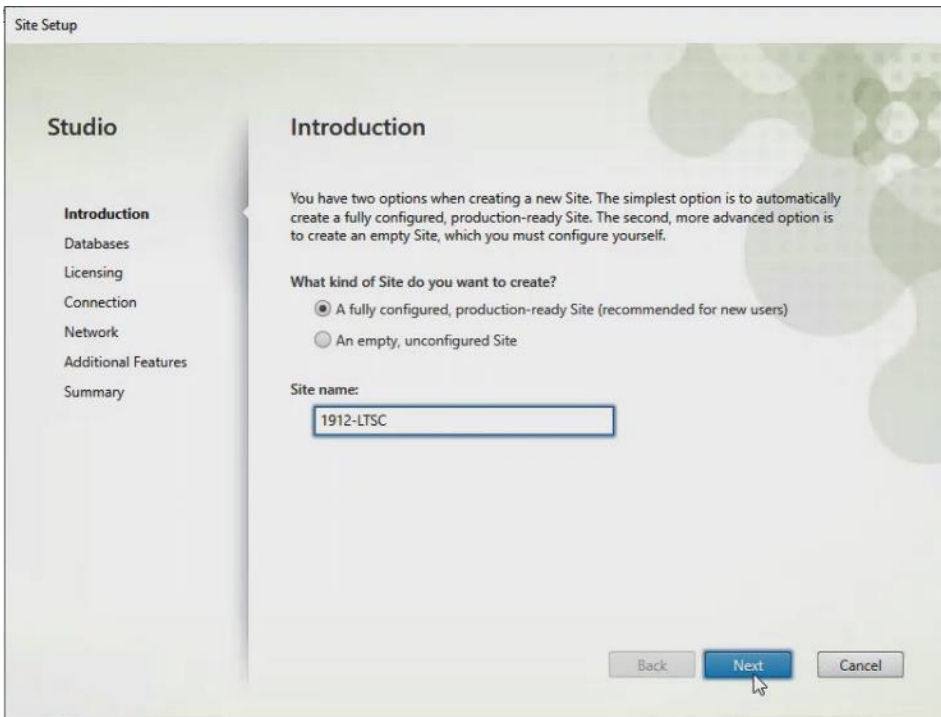 Site Setup
Studio
Introduction
Databases
Licensing
Connection
Network
Additional Features
Summary
Introduction
You have two options when creating a new Site. The simplest option is to automatically
create a fully configured, production-ready Site. The second, more advanced option is
to create an empty Site, which you must configure yourself.
What kind of Site do you want to create?
A fully configured, production-ready Site (recommended for new users)
An empty, unconfigured Site
Site name:
1912-LTSC
Back
Next
Cancel